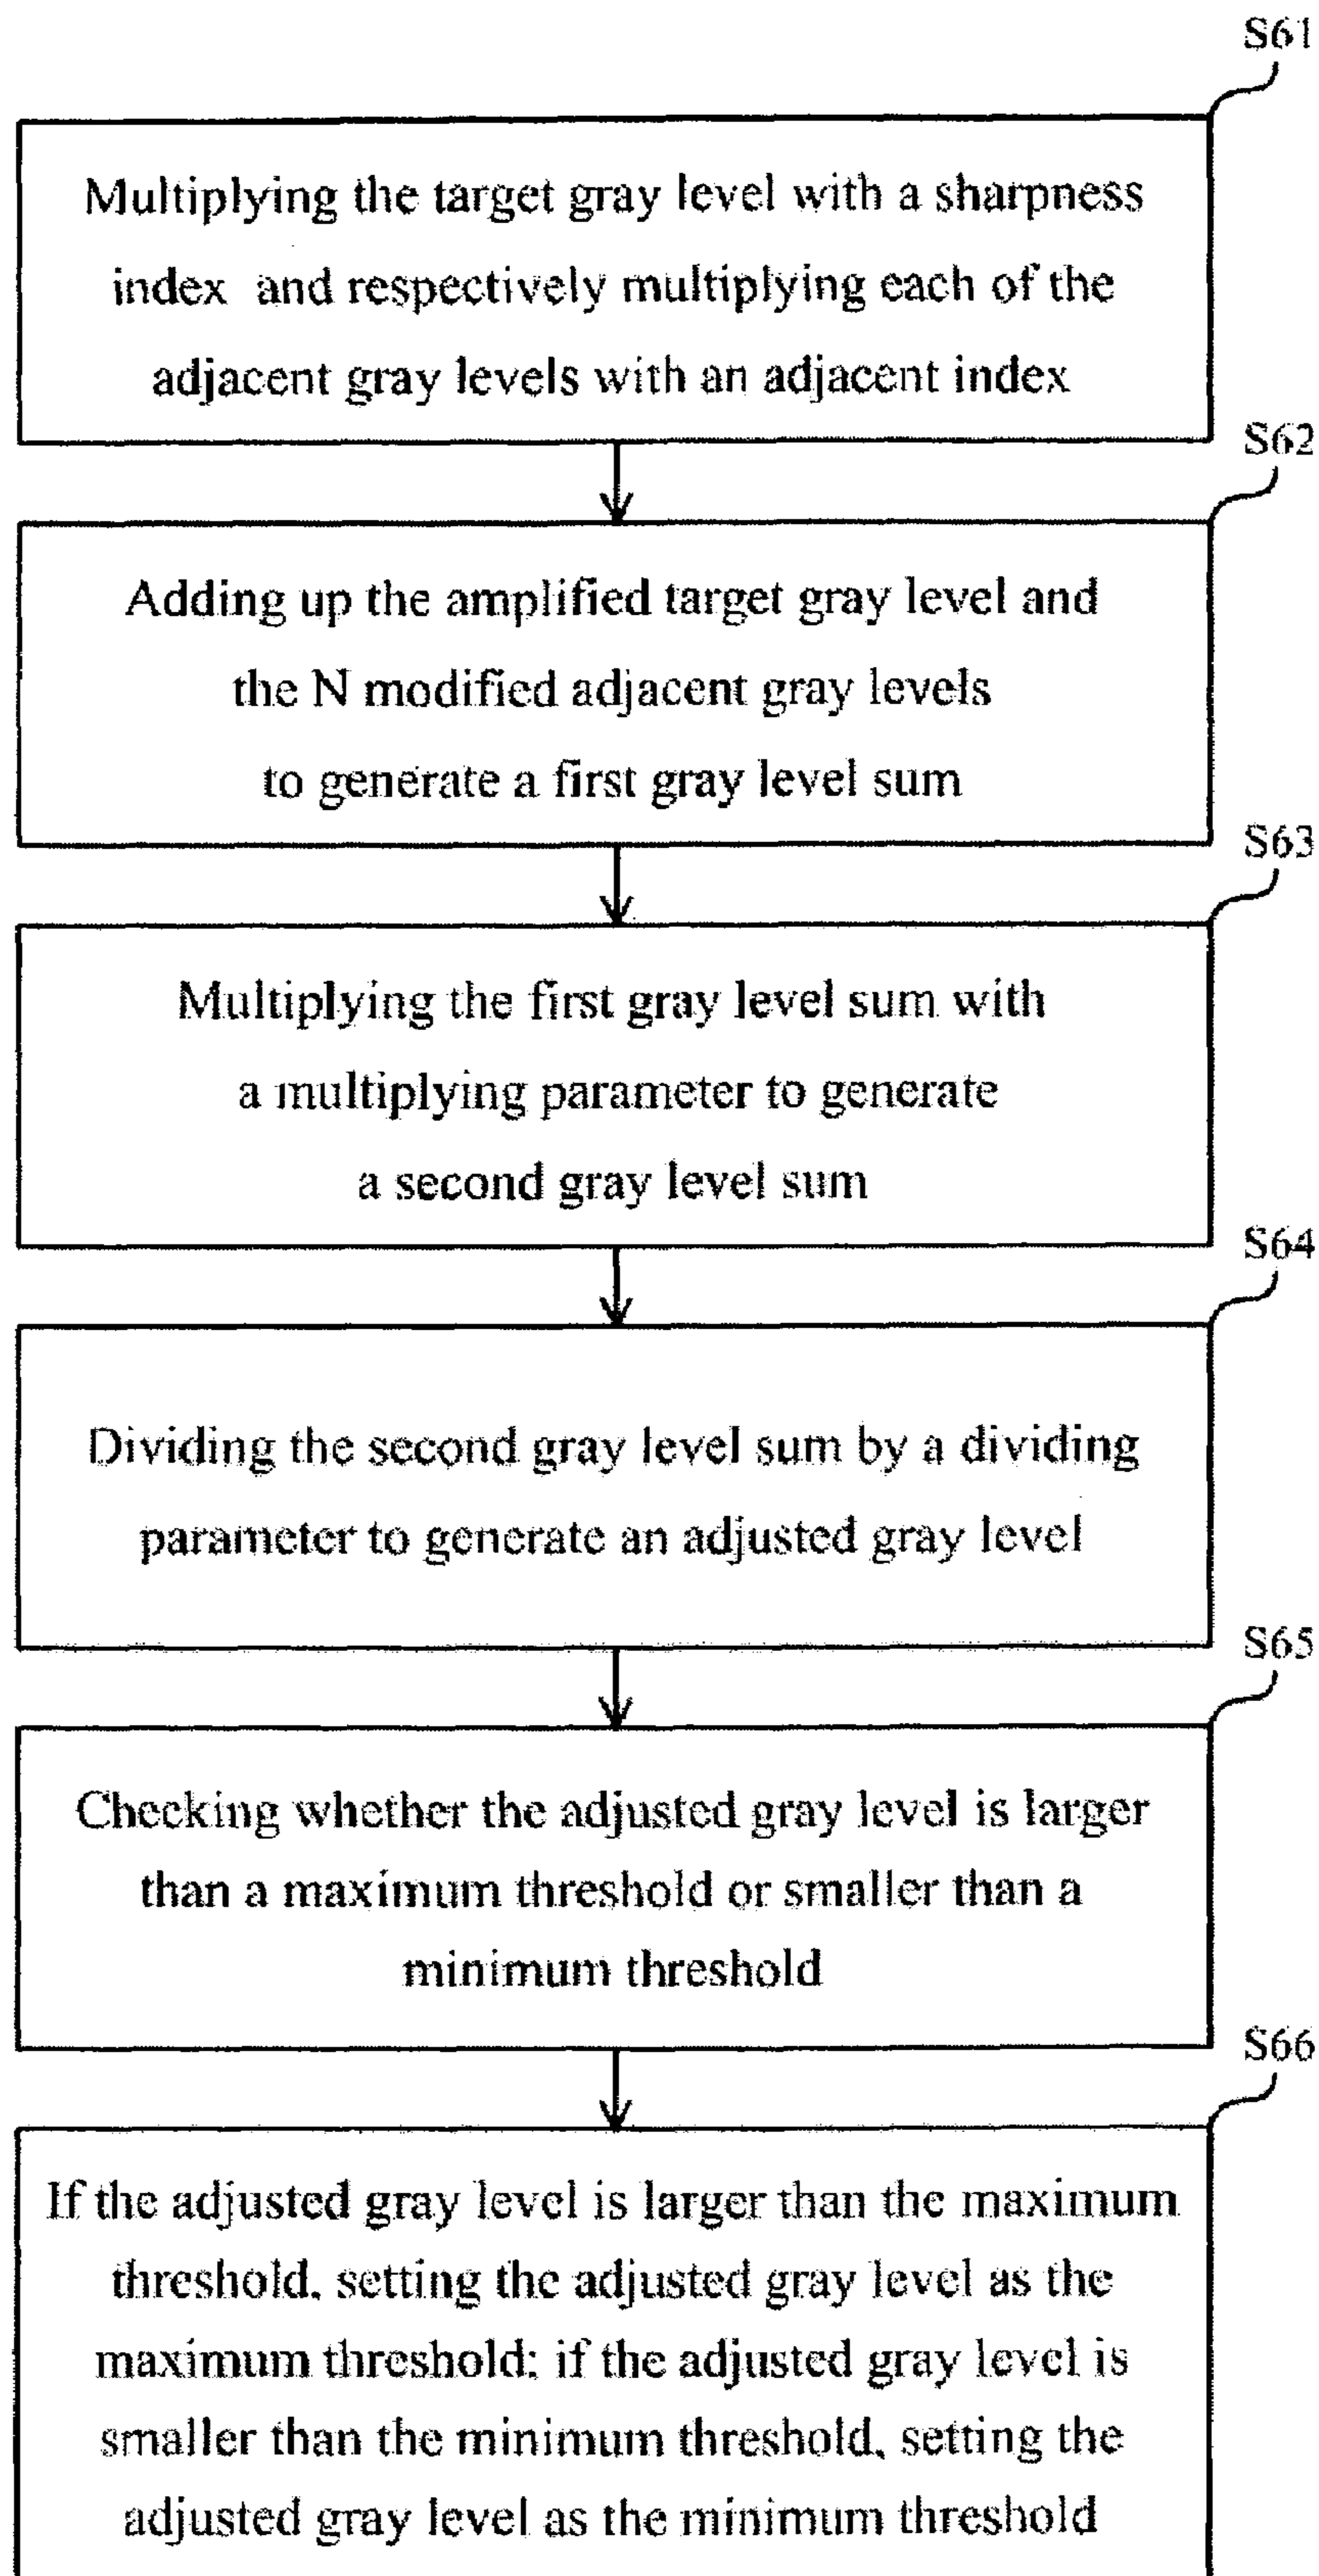 S61
Multiplying the target gray level with a sharpness
index and respectively multiplying each of the
adjacent gray levels with an adjacent index
S62
Adding up the amplified target gray level and
the N modified adjacent gray levels
to generate a first gray level sum
S63
Multiplying the first gray level sum with
a multiplying parameter to generate
a second gray level sum
S64
Dividing the second gray level sum by a dividing
parameter to generate an adjusted gray level
S65
Checking whether the adjusted gray level is larger
than a maximum threshold or smaller than a
minimum threshold
S66
If the adjusted gray level is larger than the maximum
threshold, setting the adjusted gray level as the
maximum threshold; if the adjusted gray level is
smaller than the minimum threshold, setting the
adjusted gray level as the minimum threshold